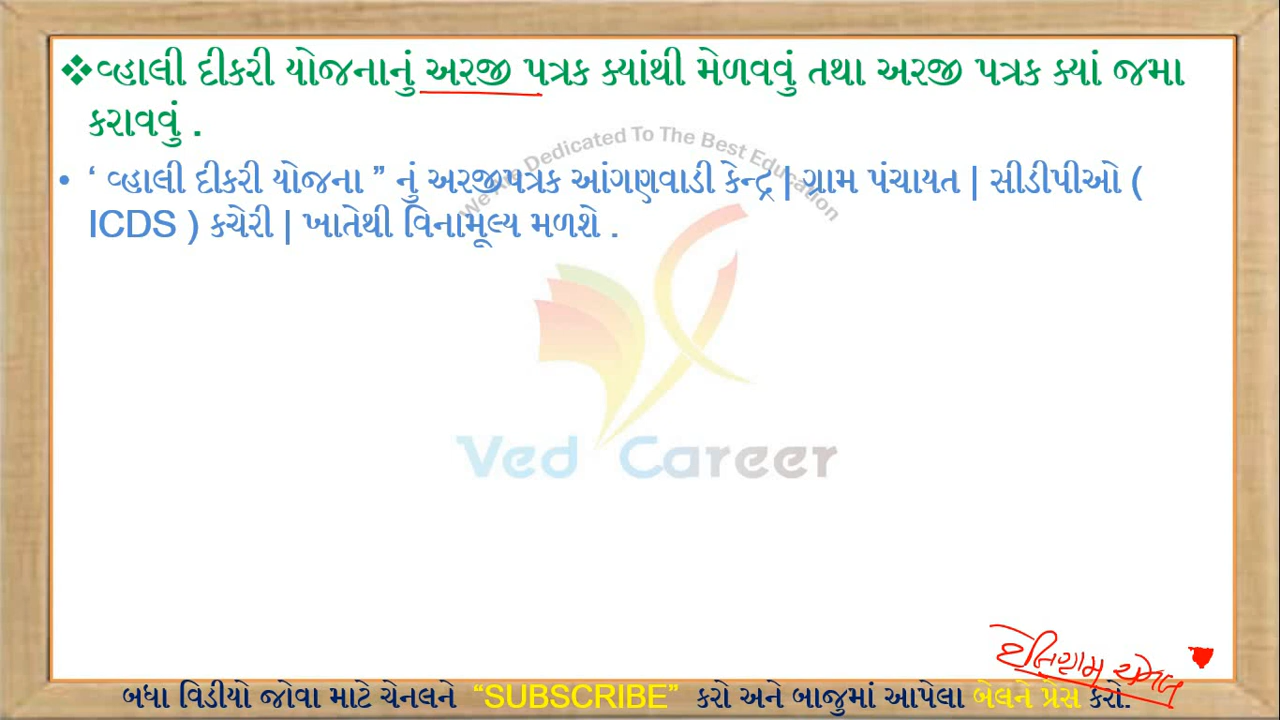 ❖વ્હાલી દીકરી યોજનાનું અરજી પત્રક ક્યાંથી મેળવવું તથા અરજી પત્રક ક્યાં જમા
કરાવવું .
We Are Dedicated To The Best Education
• ‘ વ્હાલી દીકરી યોજના ” નું અરજીપત્રક આંગણવાડી કેન્દ્ર | ગ્રામ પંચાયત | સીડીપીઓ (
ICDS ) કચેરી | ખાતેથી વિનામૂલ્ય મળશે .
Ved Career
બધા વિડીયો જોવા માટે ચેનલને “SUBSCRIBE” કરો અને બાજુમાં આપેલા બેલને પ્રેસ કરો.